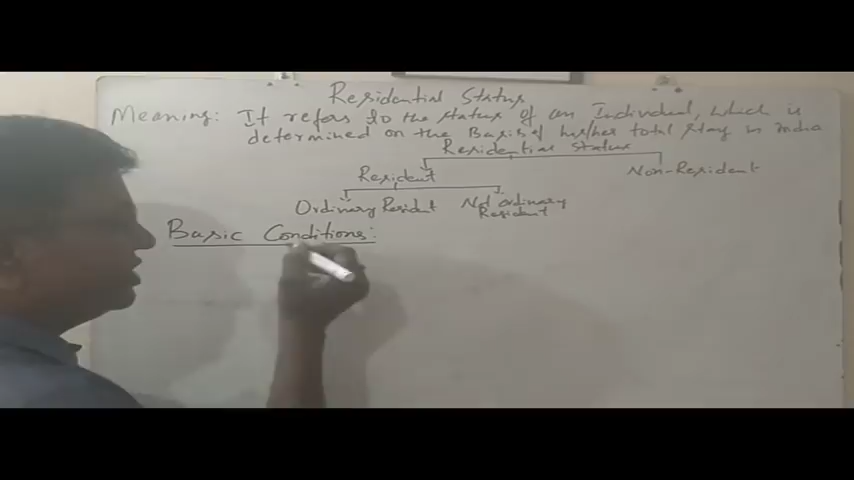 Residential Status
Meaning: It refers to the status of an Individual, which is
determined on the Basis of his/her total stay in India
Residential Status
Resident Non-Resident
Ordinary Resident Not ordinary
Resident
Basic Conditions: